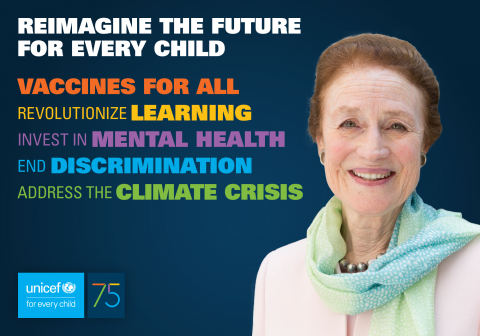 REIMAGINE THE FUTURE
FOR EVERY CHILD
VACCINES FOR ALL
REVOLUTIONIZE LEARNING
INVEST IN MENTAL HEALTH
END DISCRIMINATION
ADDRESS THE CLIMATE CRISIS
unicef
for every child
75